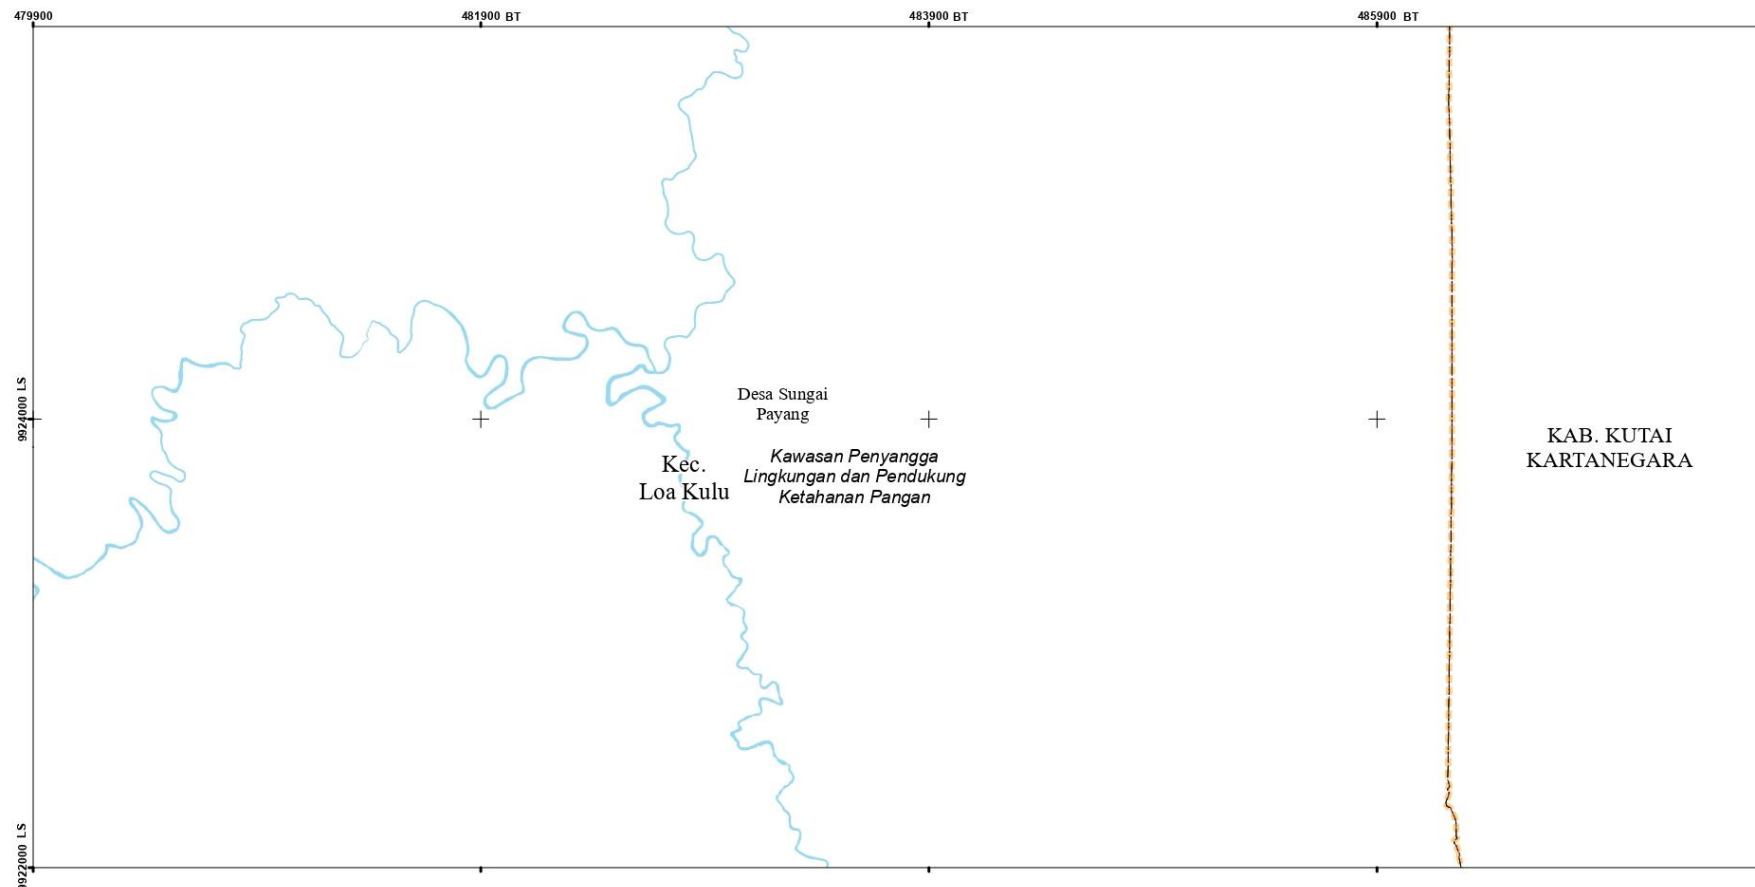 479900
481900 BT
483900 BT
485900 BT
9924000 LS
Desa Sungai
Payang
KAB. KUTAI
KARTANEGARA
Kec.
Loa Kulu
Kawasan Penyangga
Lingkungan dan Pendukung
Ketahanan Pangan
9922000 LS